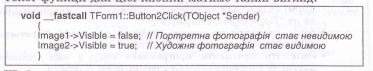 void __fastcall TForm1::Button2Click(TObject *Sender)
{
Image1->Visible = false; // Портретна фотографія стає невидимою
Image2->Visible = true; // Художня фотографія стає видимою
}